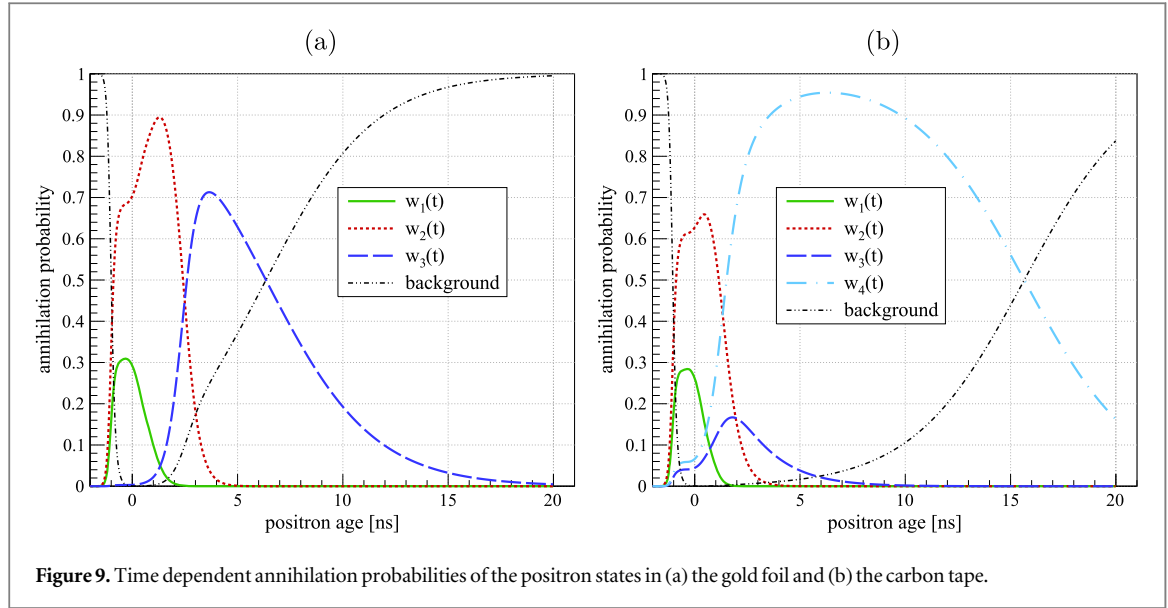 (a)
(b)
1
0.9
0.8
0.7
0.6
0.5
0.4
0.3
0.2
0.1
0
annihilation probability
w1(t)
w2(t)
w3(t)
background
0
5
10
15
20
positron age [ns]
1
0.9
0.8
0.7
0.6
0.5
0.4
0.3
0.2
0.1
0
annihilation probability
w1(t)
w2(t)
w3(t)
w4(t)
background
0
5
10
15
20
positron age [ns]
Figure 9. Time dependent annihilation probabilities of the positron states in (a) the gold foil and (b) the carbon tape.